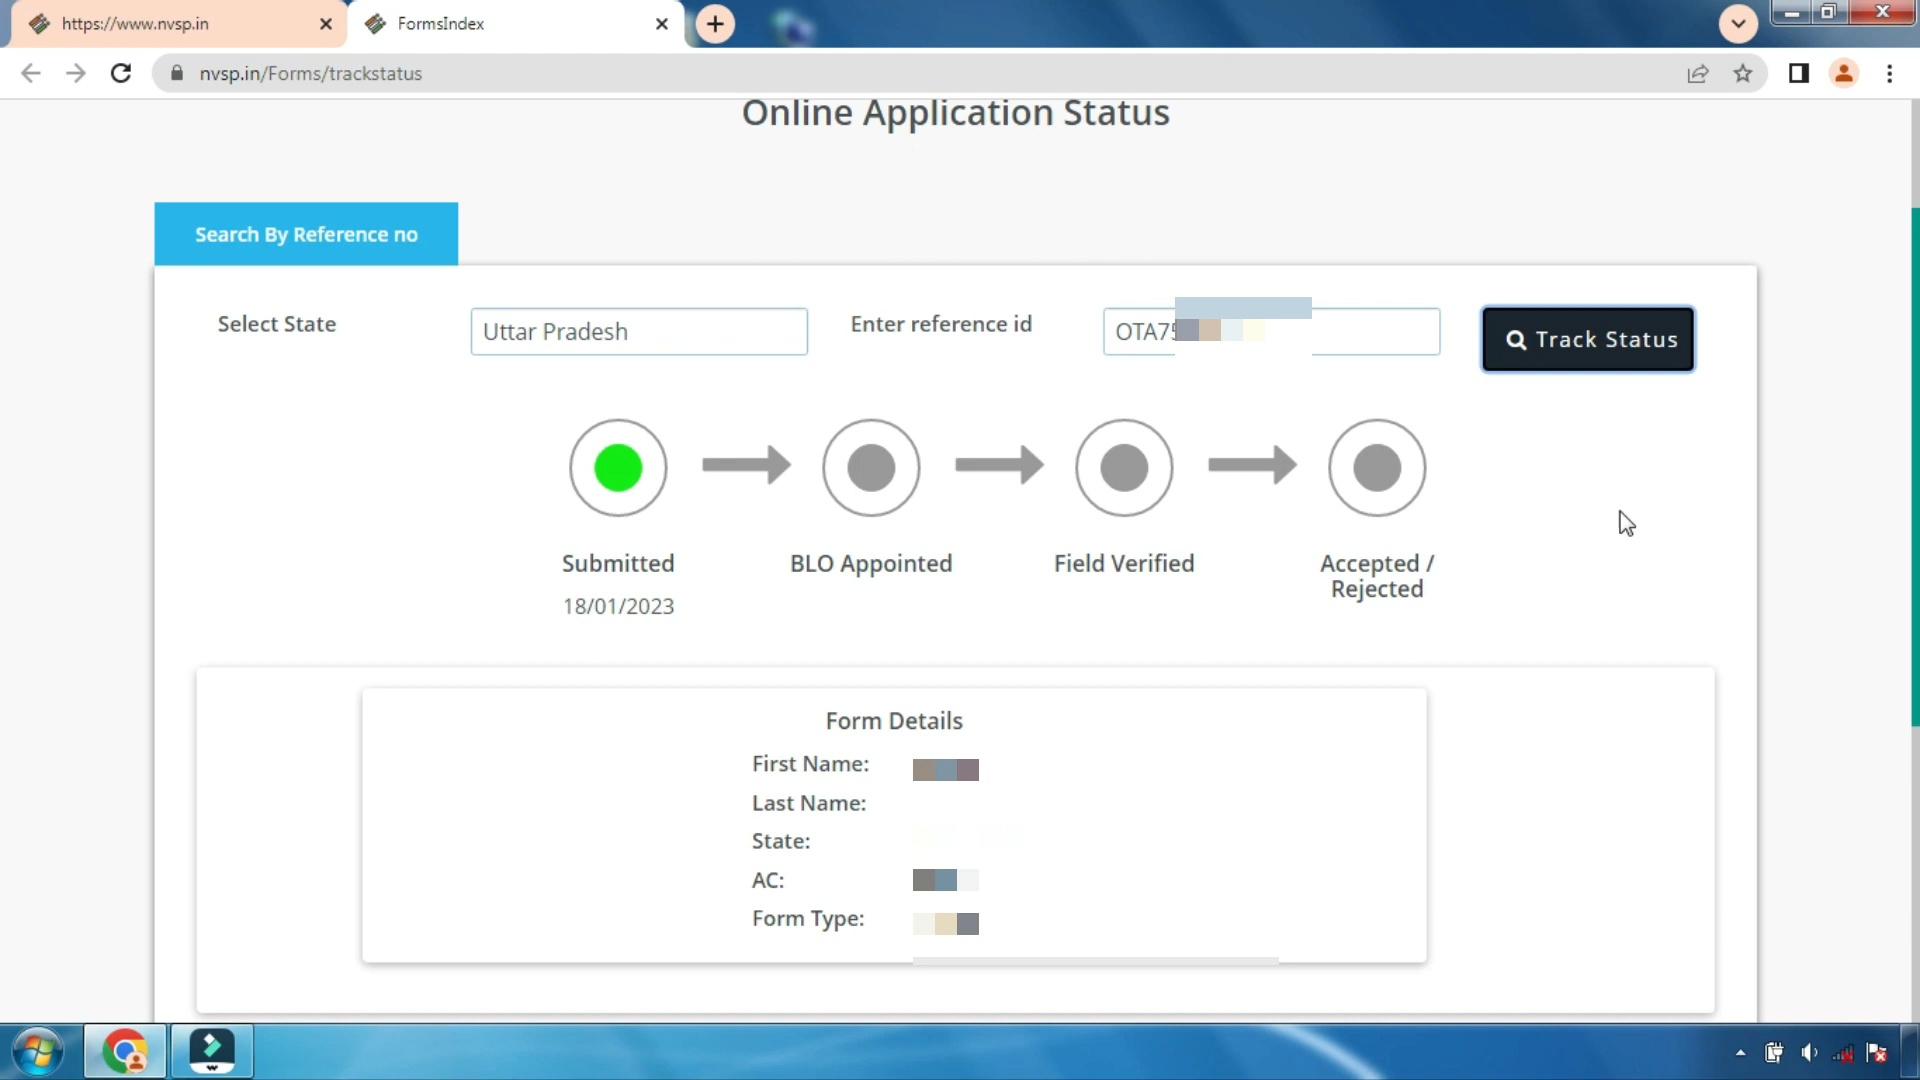 https://www.nvsp.in
FormsIndex
nvsp.in/Forms/trackstatus
Online Application Status
Search By Reference no
Select State
Uttar Pradesh
Enter reference id
OTA75
Track Status
Submitted
BLO Appointed
Field Verified
Accepted /
Rejected
18/01/2023
Form Details
First Name:
Last Name:
State:
AC:
Form Type: